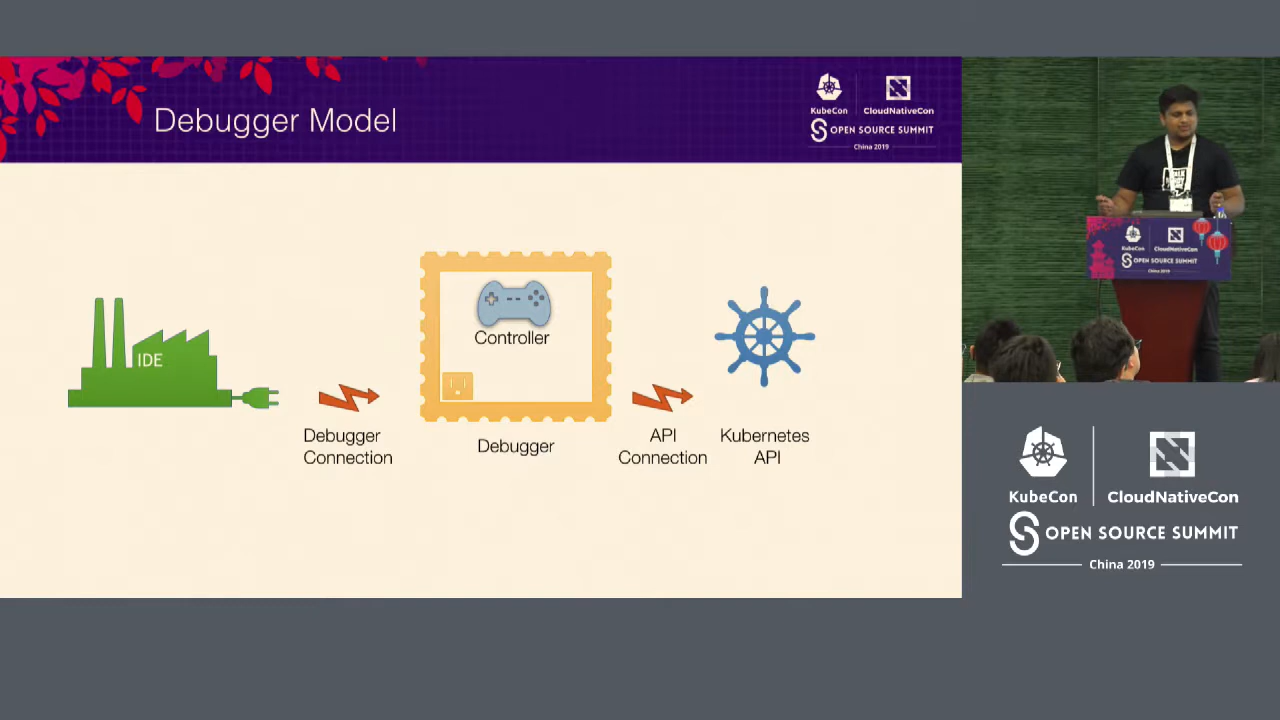 Debugger Model
KubeCon
CloudNativeCon
OPEN SOURCE SUMMIT
China 2019
IDE
Controller
Debugger
Connection
Debugger
API
Connection
Kubernetes
API
KubeCon
CloudNativeCon
OPEN SOURCE SUMMIT
China 2019
KubeCon
CloudNativeCon
OPEN SOURCE SUMMIT
China 2019